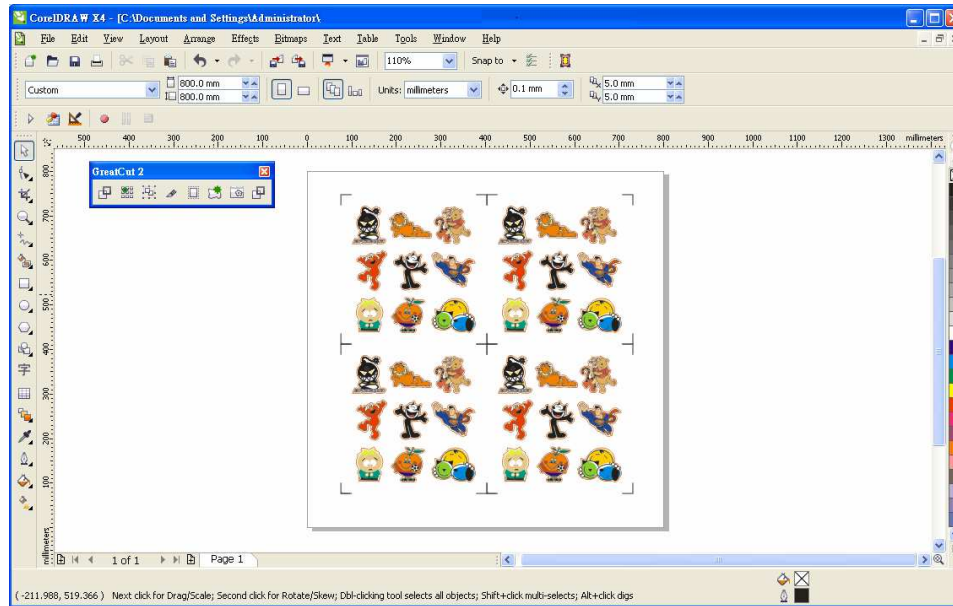 CorelDRAW X4 - [C:\Documents and Settings\Administrator\
File Edit View Layout Arrange Effects Bitmaps Text Table Tools Window Help
110% Snap to
Custom 800.0 mm 800.0 mm Units: millimeters 0.1 mm 5.0 mm 5.0 mm
500 400 300 200 100 0 100 200 300 400 500 600 700 800 900 1000 1100 1200 1300 millimeters
GreatCut 2
800
700
600
500
400
字
300
200
100
millimeters
1 of 1 Page 1
( -211.988, 519.366 ) Next click for Drag/Scale; Second click for Rotate/Skew; Dbl-clicking tool selects all objects; Shift+click multi-selects; Alt+click digs